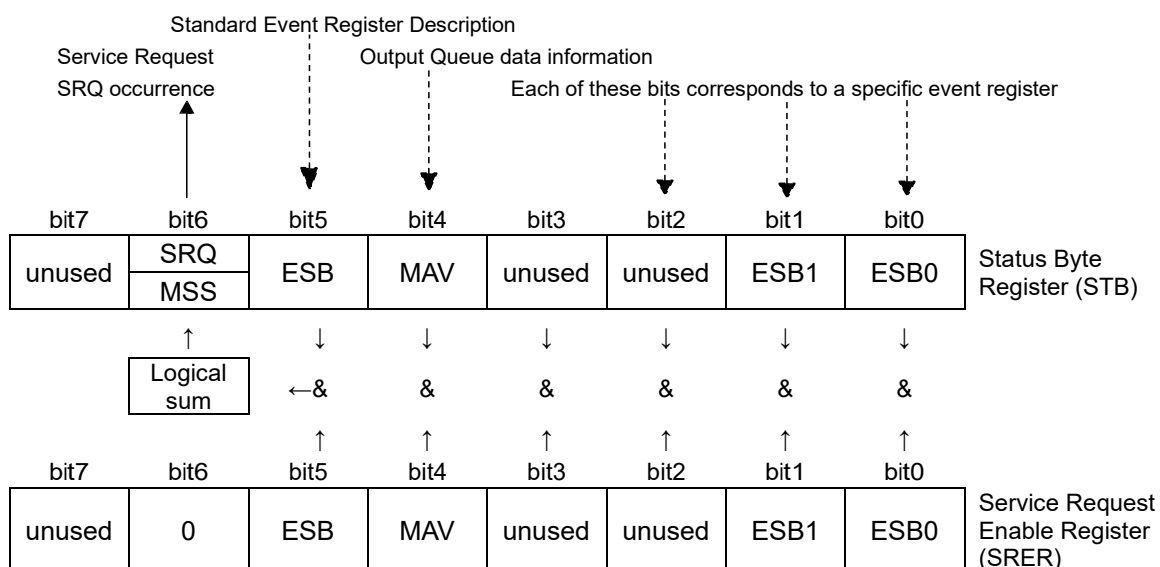 Standard Event Register Description
Service Request Output Queue data information
SRQ occurrence Each of these bits corresponds to a specific event register
bit7 bit6 bit5 bit4 bit3 bit2 bit1 bit0
unused SRQ ESB MAV unused unused ESB1 ESB0 Status Byte
MSS Register (STB)
↑ ↓ ↓ ↓ ↓ ↓ ↓
Logical
sum ←& & & & & &
↑ ↑ ↑ ↑ ↑ ↑
bit7 bit6 bit5 bit4 bit3 bit2 bit1 bit0
unused 0 ESB MAV unused unused ESB1 ESB0 Service Request
Enable Register
(SRER)